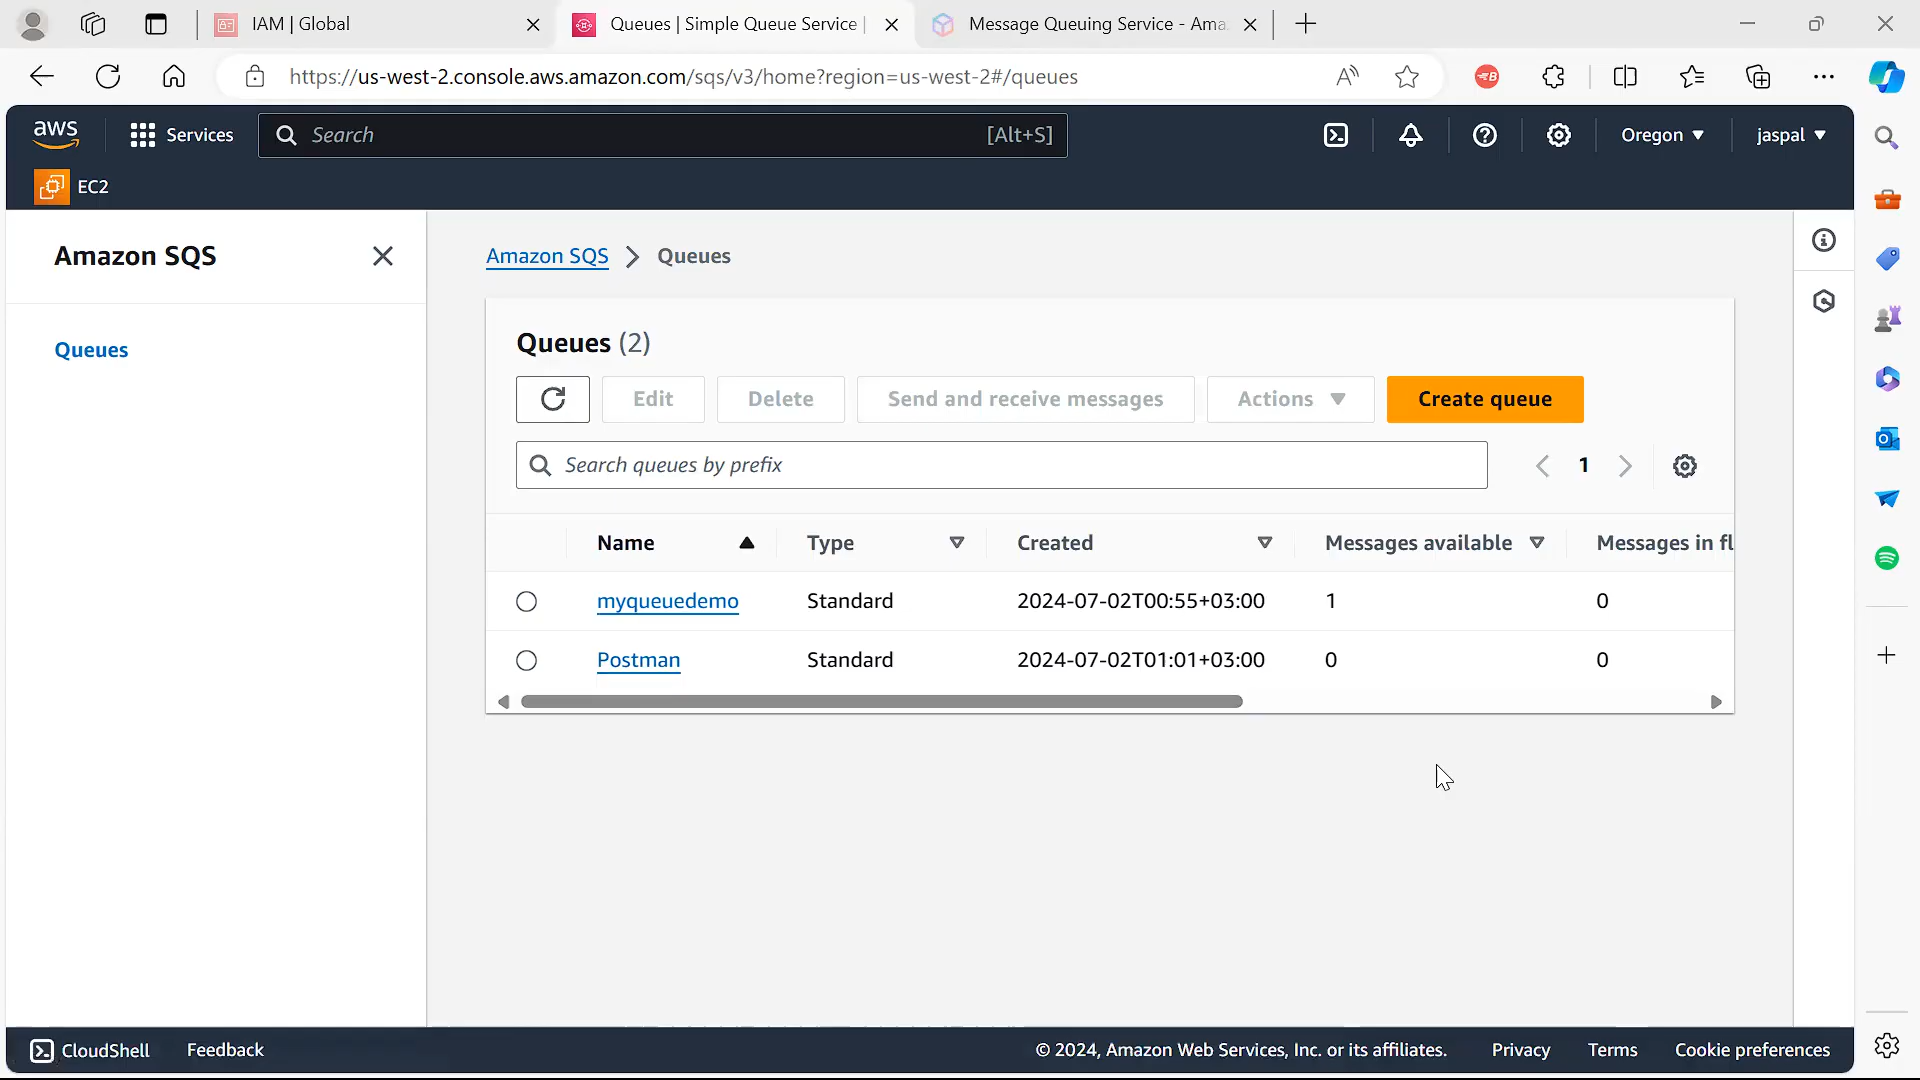 IAM | Global
Queues | Simple Queue Service |
Message Queuing Service - Ama
https://us-west-2.console.aws.amazon.com/sqs/v3/home?region=us-west-2#/queues
aws
Services
Search
[Alt+S]
Oregon
jaspal
EC2
Amazon SQS
Queues
Amazon SQS
Queues
Queues (2)
Edit
Delete
Send and receive messages
Actions
Create queue
Search queues by prefix
1
Name
Type
Created
Messages available
Messages in fl
myqueuedemo
Standard
2024-07-02T00:55+03:00
1
0
Postman
Standard
2024-07-02T01:01+03:00
0
0
CloudShell
Feedback
© 2024, Amazon Web Services, Inc. or its affiliates.
Privacy
Terms
Cookie preferences